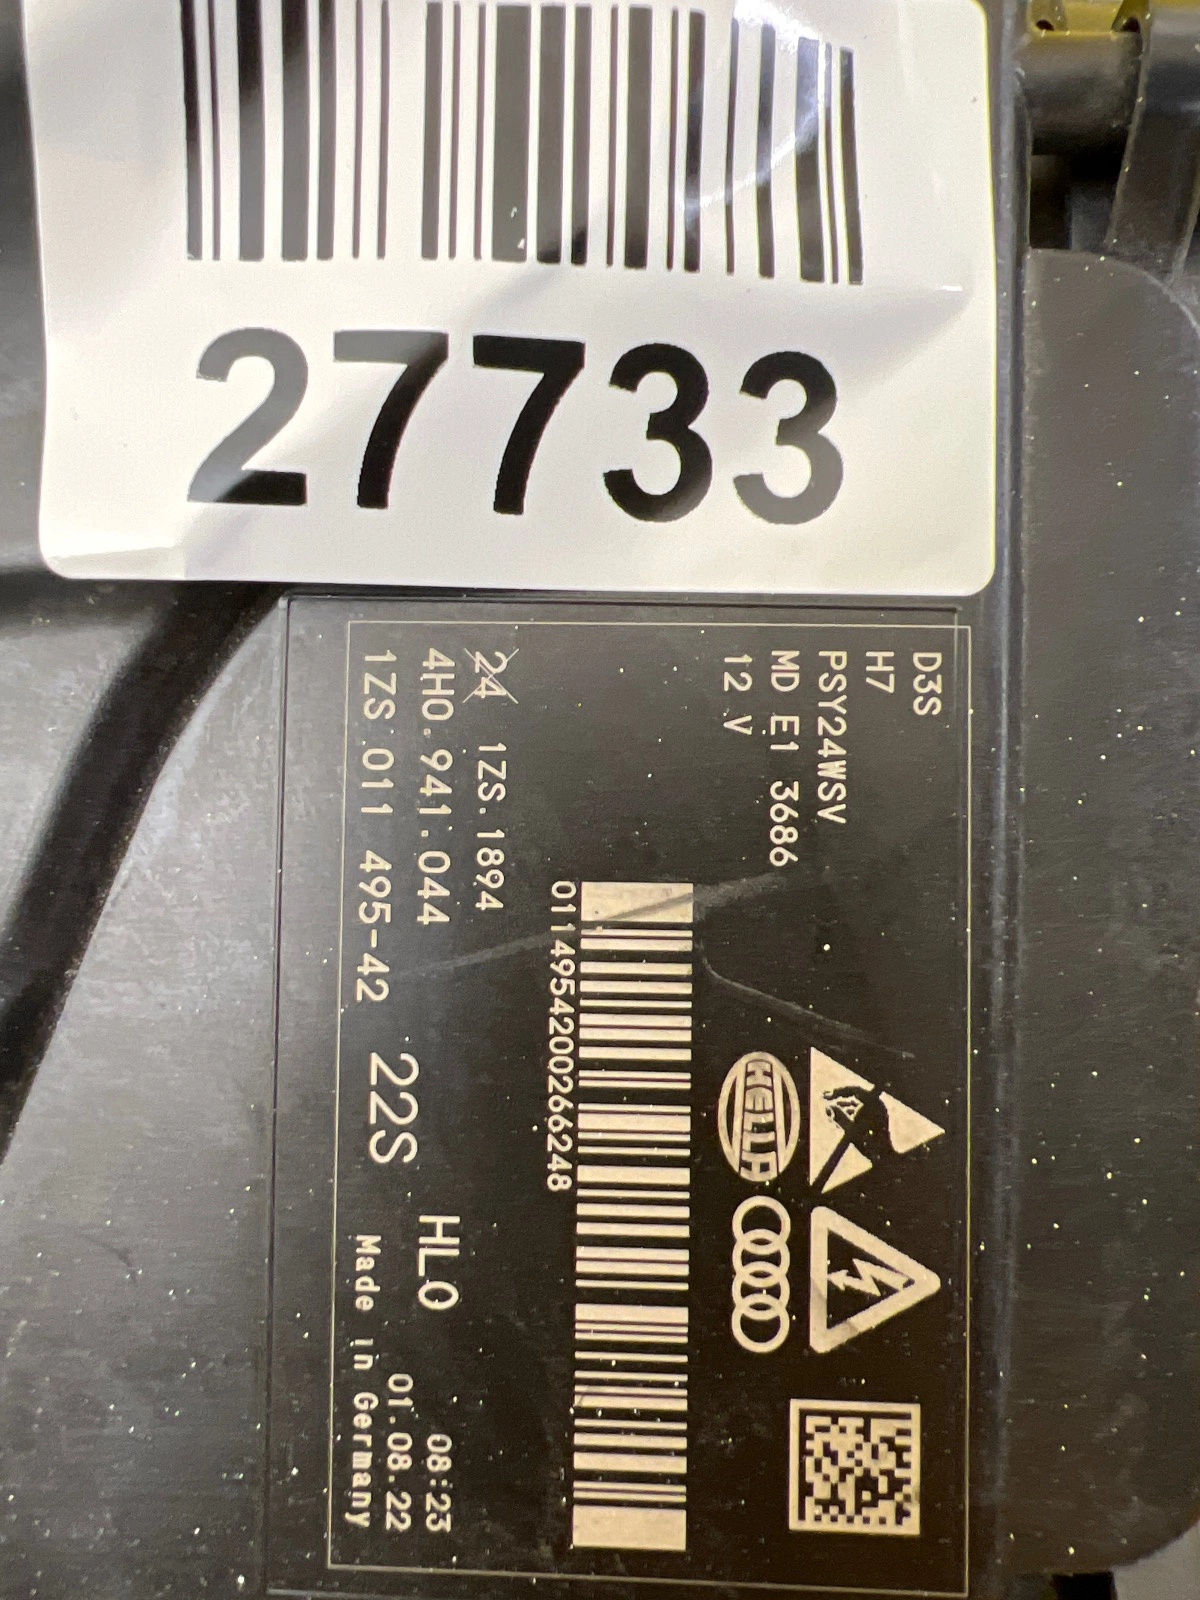 27733
D3S
H7
PSY24WSV
MD E1 3686
12 V
HELLA
0114954200266248
24 1ZS.1894
4H0.941.044 HL0 08:23
1ZS.011 495-42 22S 01.08.22
Made in Germany